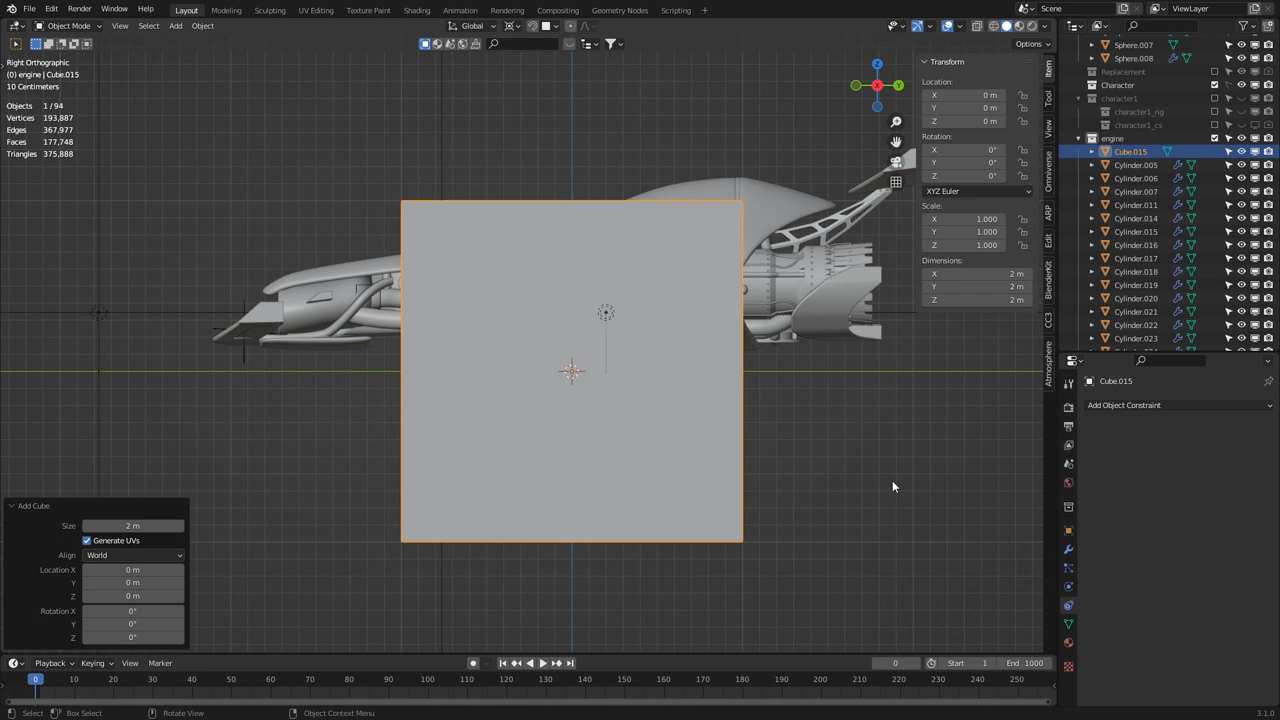 File Edit Render Window Help Layout Modeling Sculpting UV Editing Texture Paint Shading Animation Rendering Compositing Geometry Nodes Scripting + Scene ViewLayer
Object Mode View Select Add Object Global
Options
Right Orthographic
(0) engine | Cube.015
10 Centimeters
Objects 1 / 94
Vertices 193,887
Edges 367,977
Faces 177,748
Triangles 375,888
Z
Y
X
Transform
Location:
X 0 m
Y 0 m
Z 0 m
Rotation:
X 0°
Y 0°
Z 0°
XYZ Euler
Scale:
X 1.000
Y 1.000
Z 1.000
Dimensions:
X 2 m
Y 2 m
Z 2 m
Item
Tool
View
Omniverse
ARP
Edit
BlenderKit
CC3
Atmosphere
Sphere.007
Sphere.008
Replacement
Character
character1
character1_rig
character1_cs
engine
Cube.015
Cylinder.005
Cylinder.006
Cylinder.007
Cylinder.011
Cylinder.014
Cylinder.015
Cylinder.016
Cylinder.017
Cylinder.018
Cylinder.019
Cylinder.020
Cylinder.021
Cylinder.022
Cylinder.023
Cube.015
Add Object Constraint
Add Cube
Size 2 m
Generate UVs
Align World
Location X 0 m
Y 0 m
Z 0 m
Rotation X 0°
Y 0°
Z 0°
Playback Keying View Marker 0 Start 1 End 1000
0 10 20 30 40 50 60 70 80 90 100 110 120 130 140 150 160 170 180 190 200 210 220 230 240 250
Select Box Select Rotate View Object Context Menu 3.1.0